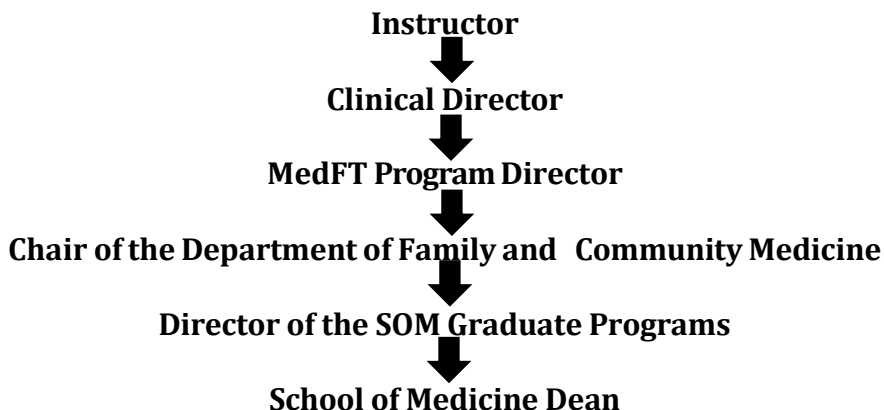 Instructor
Clinical Director
MedFT Program Director
Chair of the Department of Family and Community Medicine
Director of the SOM Graduate Programs
School of Medicine Dean